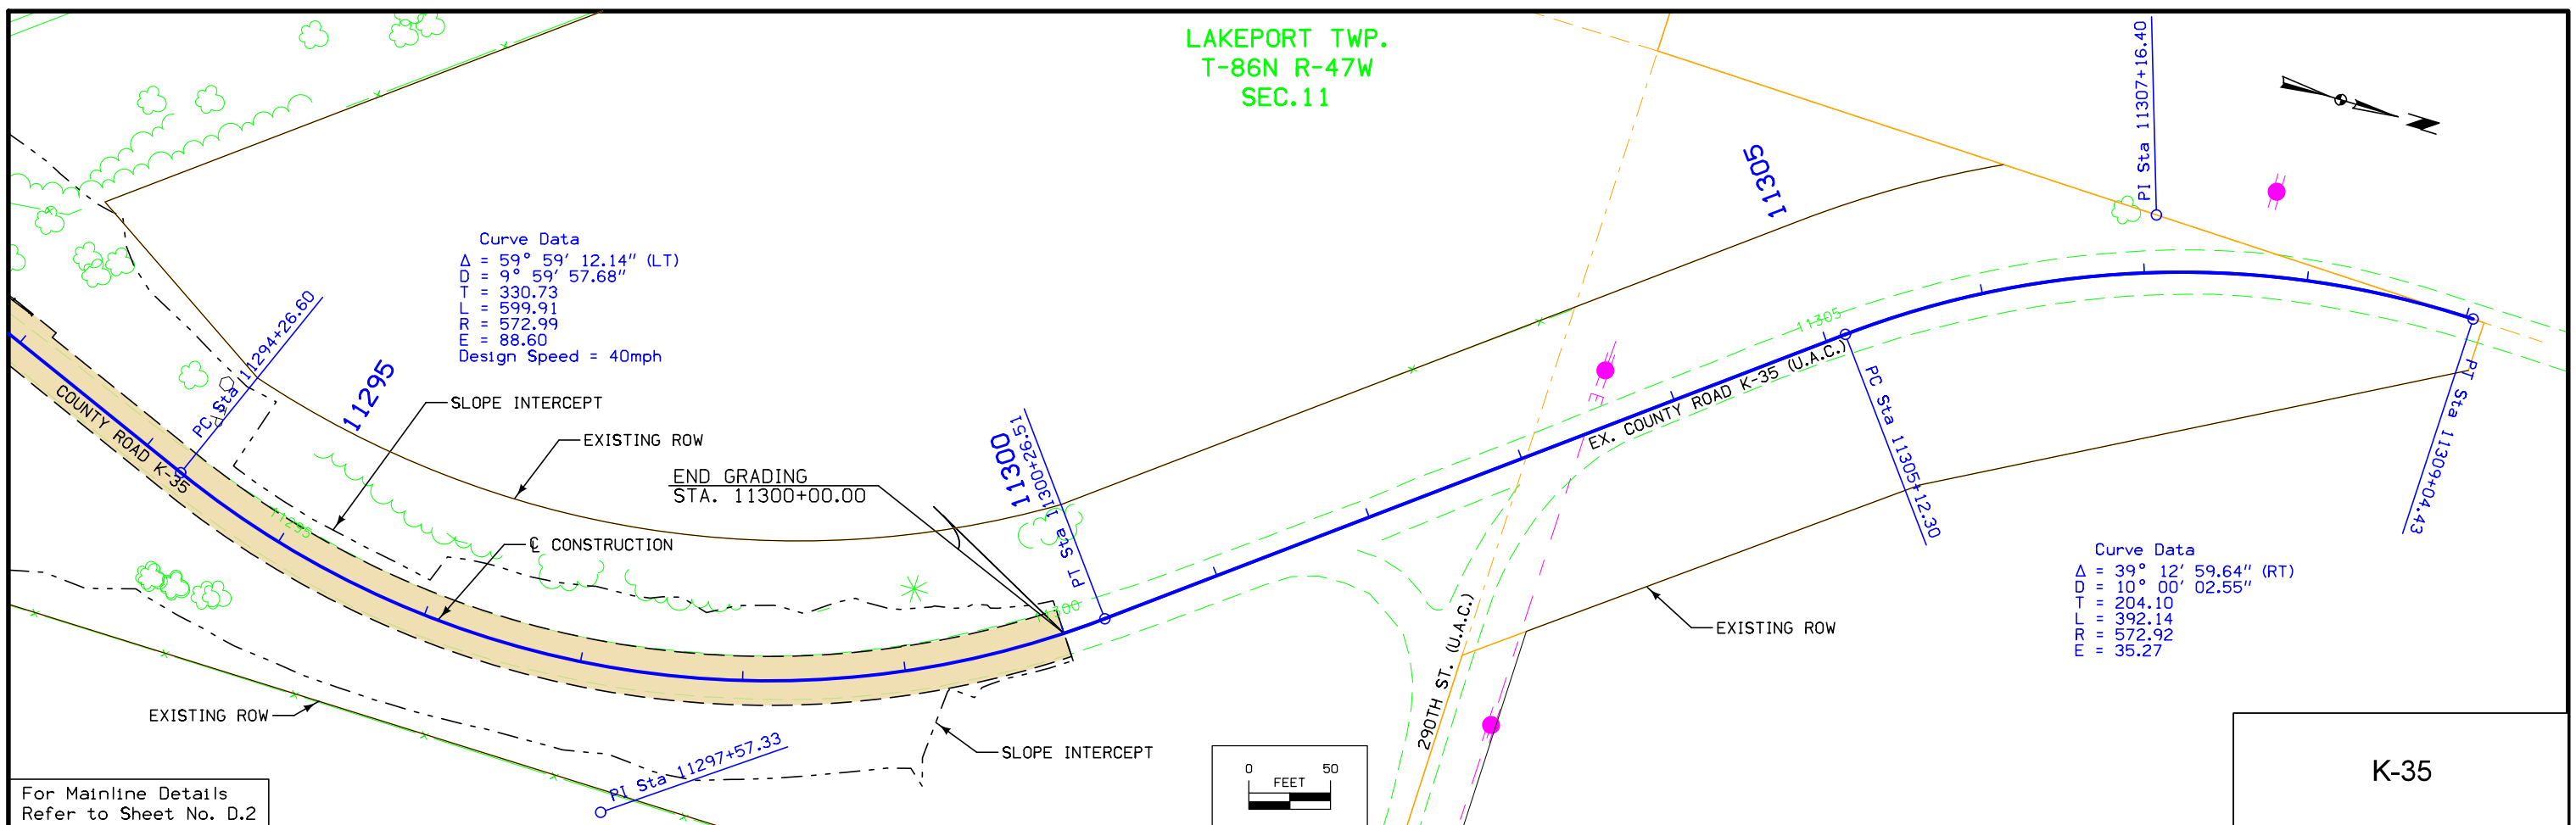 LAKEPORT TWP.
T-86N R-47W
SEC.11
PI Sta 11307+16.40
11305
Curve Data
Δ = 59° 59' 12.14" (LT)
D = 9° 59' 57.68"
T = 330.73
L = 599.91
R = 572.99
E = 88.60
Design Speed = 40mph
PC Sta 11294+26.60
11295
SLOPE INTERCEPT
EXISTING ROW
END GRADING
STA. 11300+00.00
11300
PT Sta 11300+26.51
COUNTY ROAD K-35
11295
℄ CONSTRUCTION
11300
11305
E
EX. COUNTY ROAD K-35 (U.A.C.)
PC Sta 11305+12.30
PT Sta 11309+04.43
Curve Data
Δ = 39° 12' 59.64" (RT)
D = 10° 00' 02.55"
T = 204.10
L = 392.14
R = 572.92
E = 35.27
EXISTING ROW
290TH ST. (U.A.C.)
EXISTING ROW
SLOPE INTERCEPT
PI Sta 11297+57.33
0 50
FEET
For Mainline Details
Refer to Sheet No. D.2
K-35
N